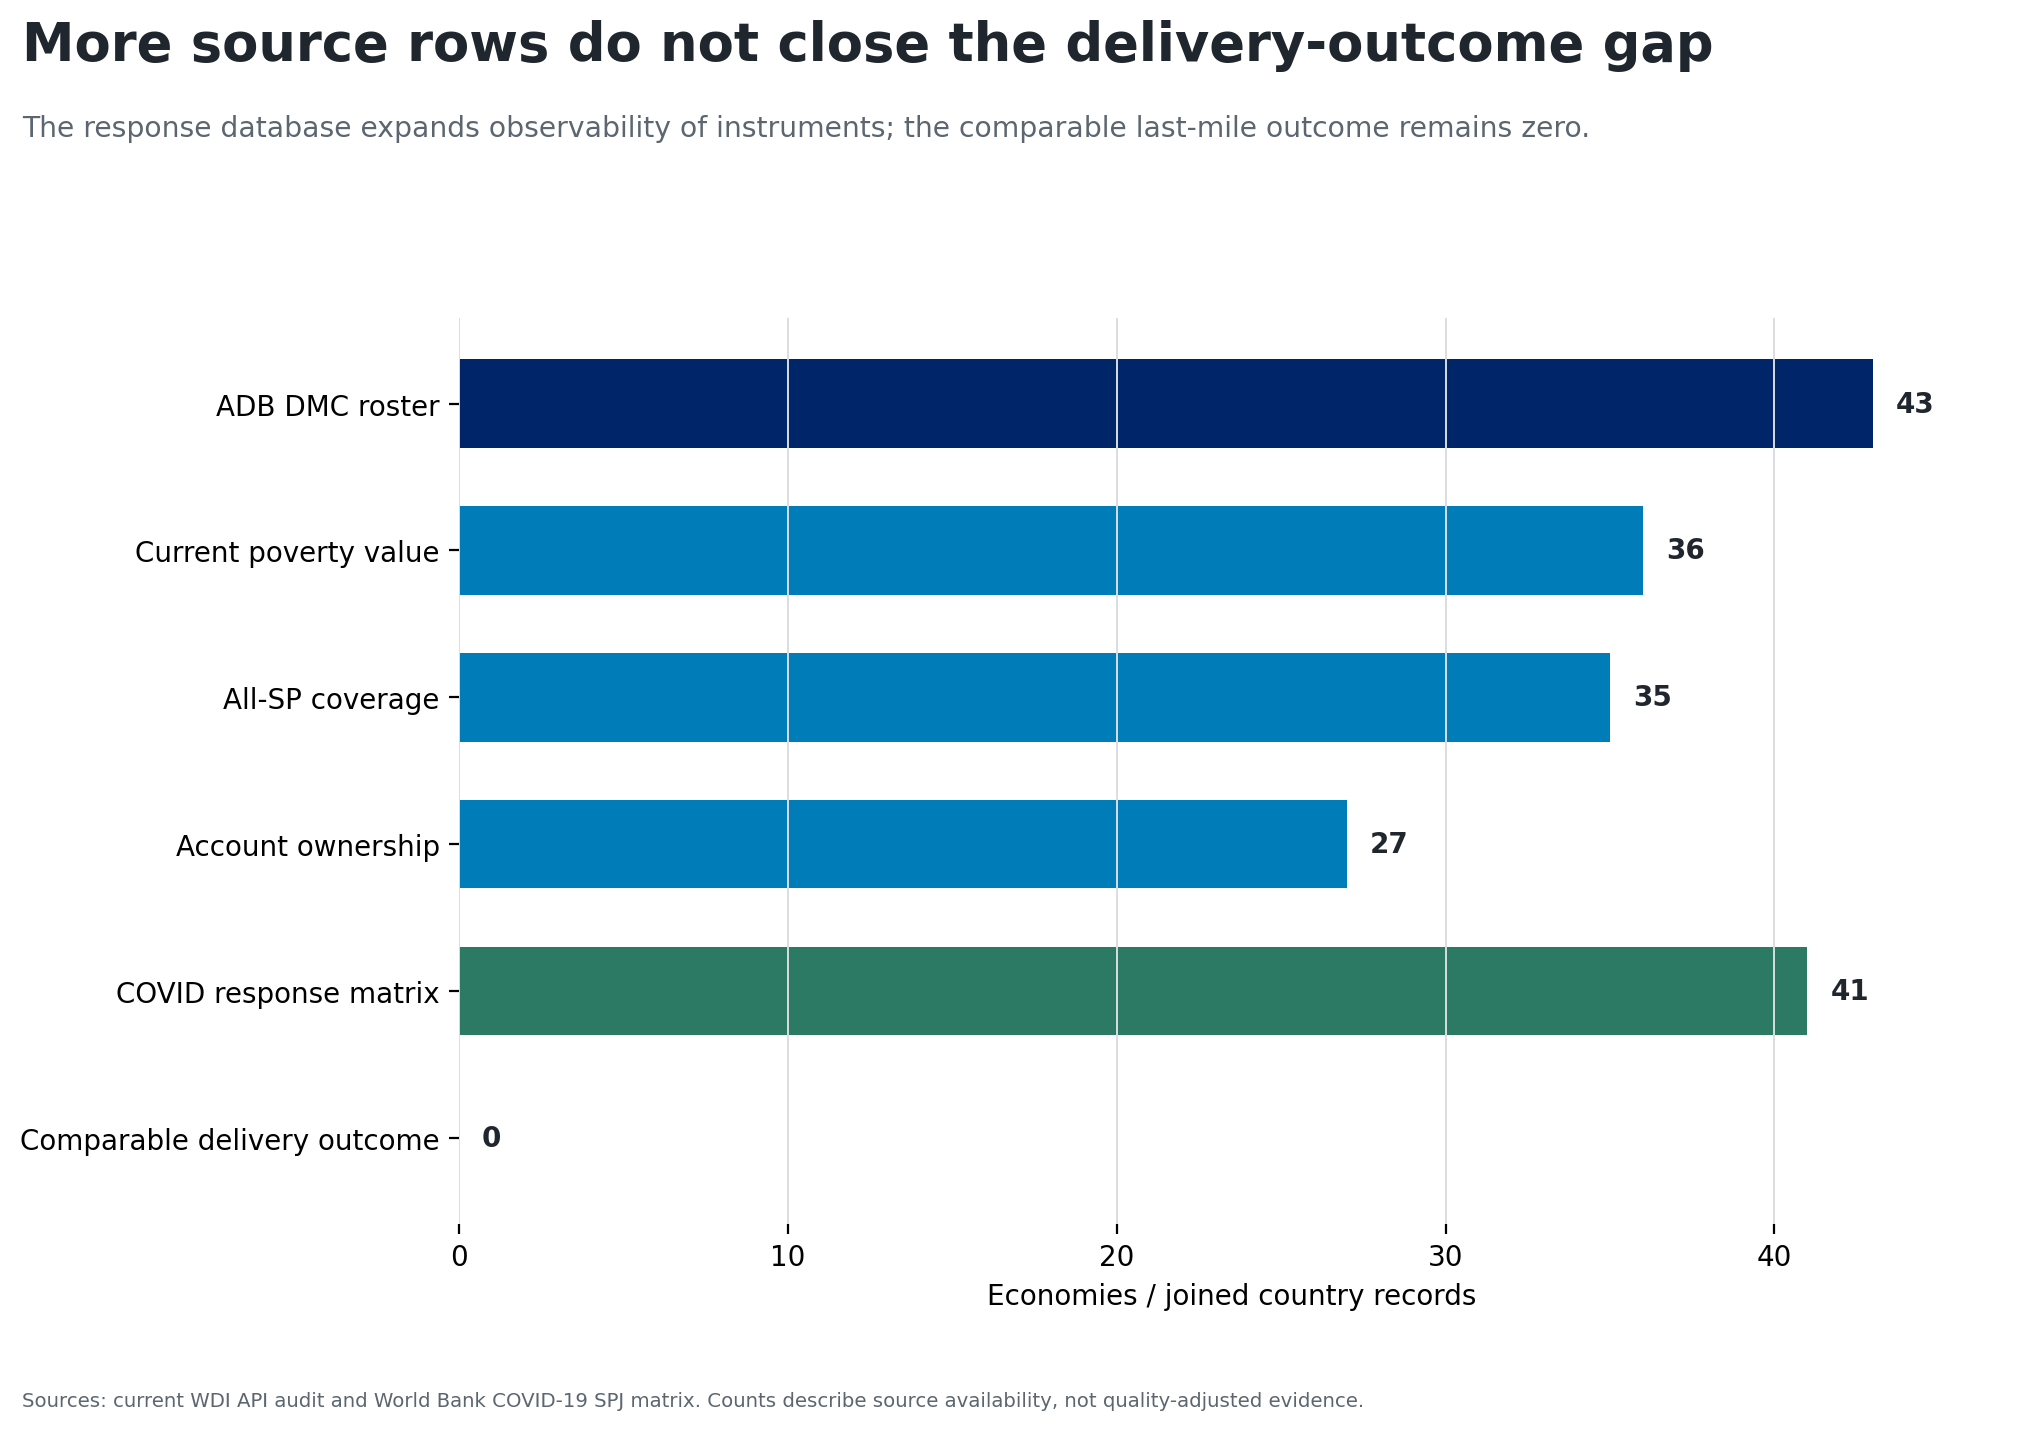 More source rows do not close the delivery-outcome gap
The response database expands observability of instruments; the comparable last-mile outcome remains zero.
ADB DMC roster 43
Current poverty value 36
All-SP coverage 35
Account ownership 27
COVID response matrix 41
Comparable delivery outcome 0
0 10 20 30 40
Economies / joined country records
Sources: current WDI API audit and World Bank COVID-19 SPJ matrix. Counts describe source availability, not quality-adjusted evidence.